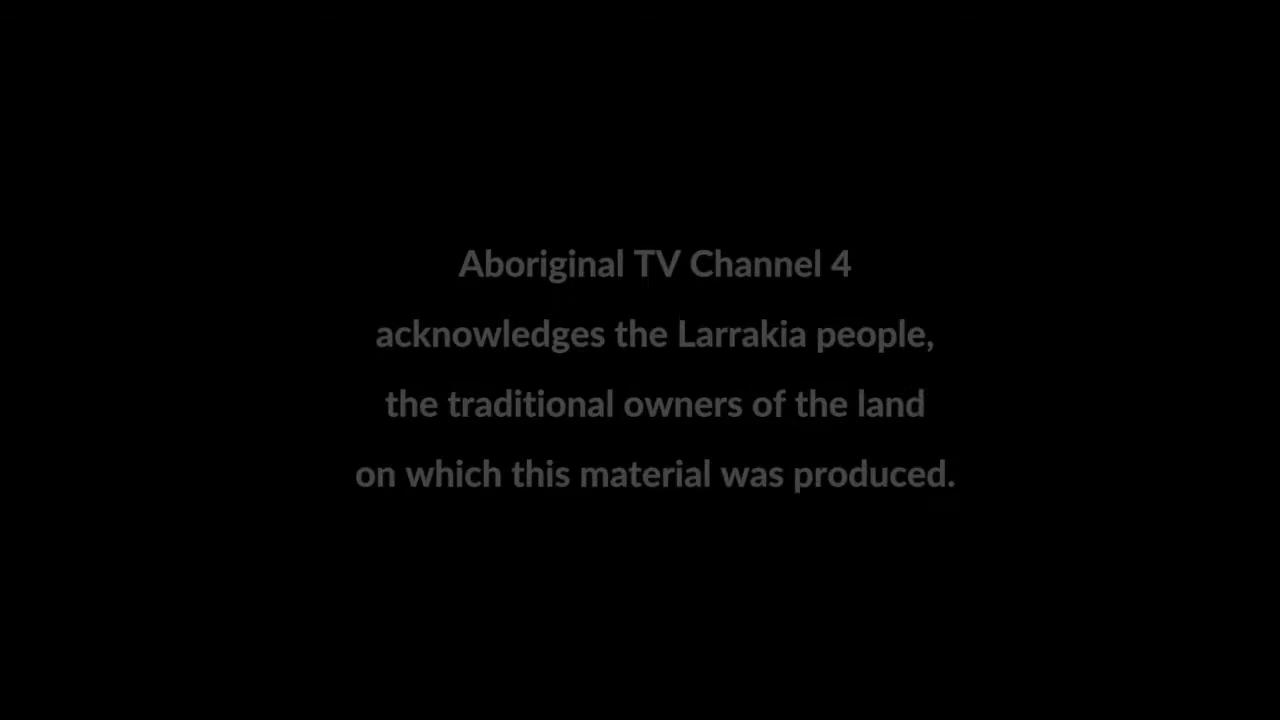 Aboriginal TV Channel 4
acknowledges the Larrakia people,
the traditional owners of the land
on which this material was produced.